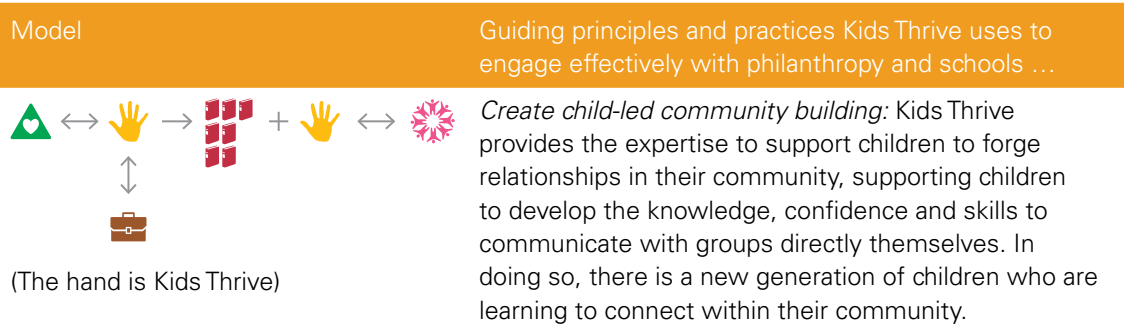 Model
Guiding principles and practices Kids Thrive uses to
engage effectively with philanthropy and schools …
+
Create child-led community building: Kids Thrive
provides the expertise to support children to forge
relationships in their community, supporting children
to develop the knowledge, confidence and skills to
communicate with groups directly themselves. In
doing so, there is a new generation of children who are
learning to connect within their community.
(The hand is Kids Thrive)